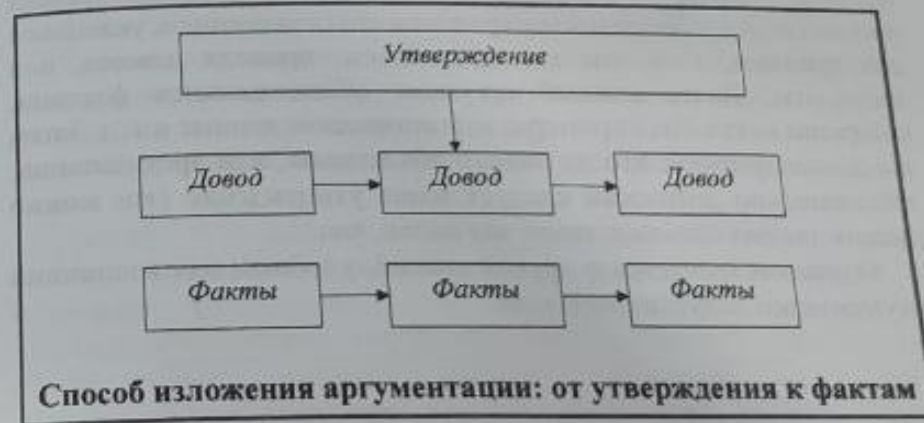 Утверждение
Довод Довод Довод
Факты Факты Факты
Способ изложения аргументации: от утверждения к фактам